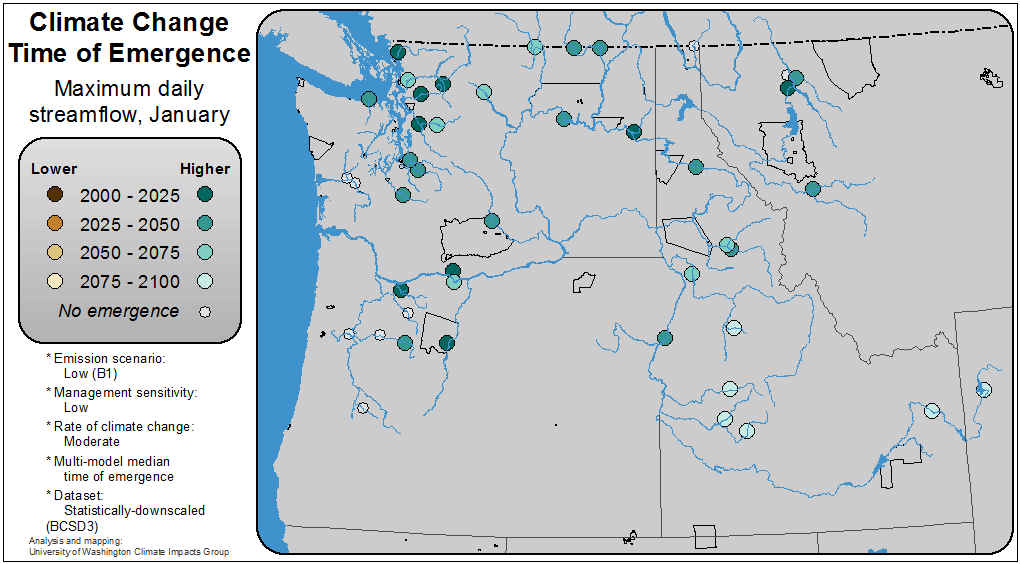 Climate Change
Time of Emergence
Maximum daily
streamflow, January
Lower Higher
2000 - 2025
2025 - 2050
2050 - 2075
2075 - 2100
No emergence
* Emission scenario:
Low (B1)
* Management sensitivity:
Low
* Rate of climate change:
Moderate
* Multi-model median
time of emergence
* Dataset:
Statistically-downscaled
(BCSD3)
Analysis and mapping:
University of Washington Climate Impacts Group